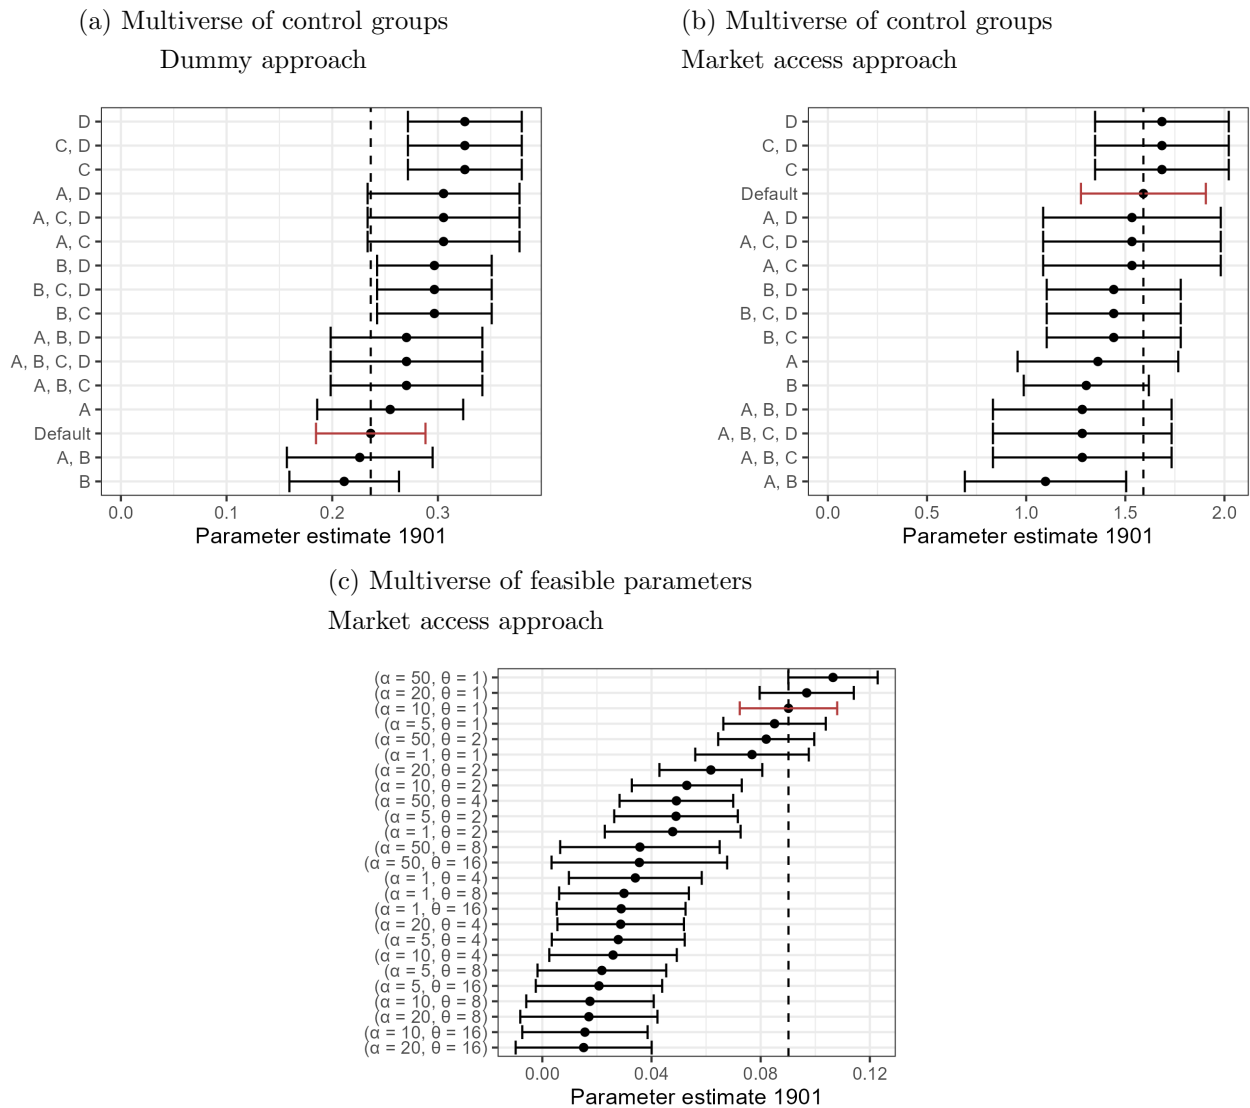 (a) Multiverse of control groups
Dummy approach
D
C, D
C
A, D
A, C, D
A, C
B, D
B, C, D
B, C
A, B, D
A, B, C, D
A, B, C
A
Default
A, B
B
0.0 0.1 0.2 0.3
Parameter estimate 1901
(b) Multiverse of control groups
Market access approach
D
C, D
C
Default
A, D
A, C, D
A, C
B, D
B, C, D
B, C
A
B
A, B, D
A, B, C, D
A, B, C
A, B
0.0 0.5 1.0 1.5 2.0
Parameter estimate 1901
(c) Multiverse of feasible parameters
Market access approach
(α = 50, θ = 1)
(α = 20, θ = 1)
(α = 10, θ = 1)
(α = 5, θ = 1)
(α = 50, θ = 2)
(α = 1, θ = 1)
(α = 20, θ = 2)
(α = 10, θ = 2)
(α = 50, θ = 4)
(α = 5, θ = 2)
(α = 1, θ = 2)
(α = 50, θ = 8)
(α = 50, θ = 16)
(α = 1, θ = 4)
(α = 1, θ = 8)
(α = 1, θ = 16)
(α = 20, θ = 4)
(α = 5, θ = 4)
(α = 10, θ = 4)
(α = 5, θ = 8)
(α = 5, θ = 16)
(α = 10, θ = 8)
(α = 20, θ = 8)
(α = 10, θ = 16)
(α = 20, θ = 16)
0.00 0.04 0.08 0.12
Parameter estimate 1901